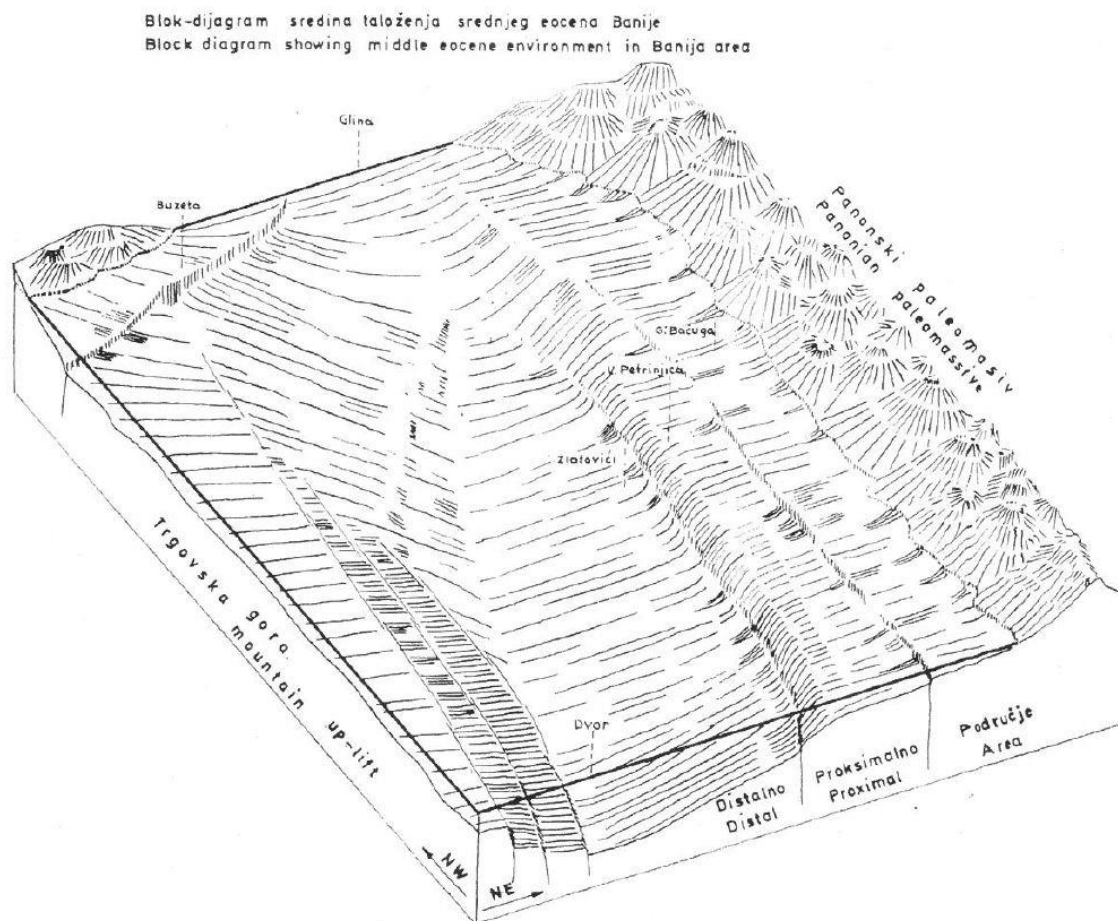 Blok-dijagram sredina taloženja srednjeg eocena Banije
Block diagram showing middle eocene environment in Banija area
Glina
Buzeta
Panonski paleomasiv
Panonian paleomassive
G. Bačuga
V. Petrinjica
Zlatovići
Trgovska gora
mountain up-lift
Dvor
Distalno
Distal
Proksimalno
Proximal
Područje
Area
NW
NE